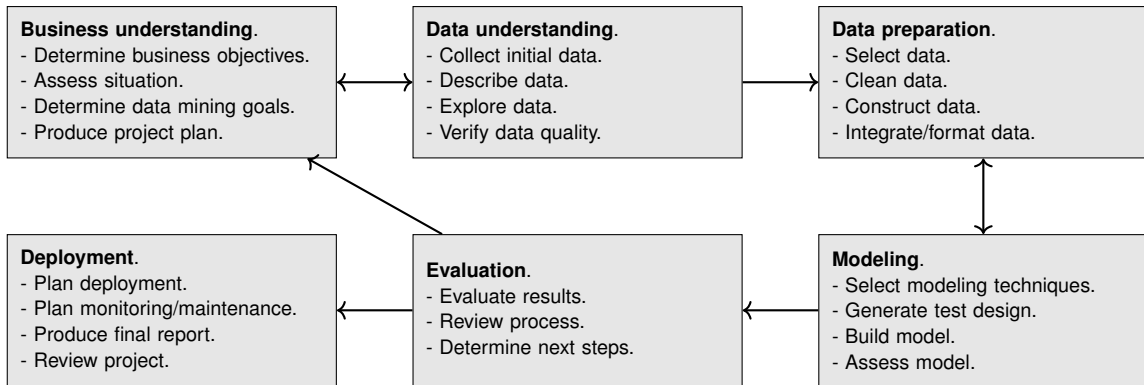 Business understanding.
- Determine business objectives.
- Assess situation.
- Determine data mining goals.
- Produce project plan.
Data understanding.
- Collect initial data.
- Describe data.
- Explore data.
- Verify data quality.
Data preparation.
- Select data.
- Clean data.
- Construct data.
- Integrate/format data.
Deployment.
- Plan deployment.
- Plan monitoring/maintenance.
- Produce final report.
- Review project.
Evaluation.
- Evaluate results.
- Review process.
- Determine next steps.
Modeling.
- Select modeling techniques.
- Generate test design.
- Build model.
- Assess model.